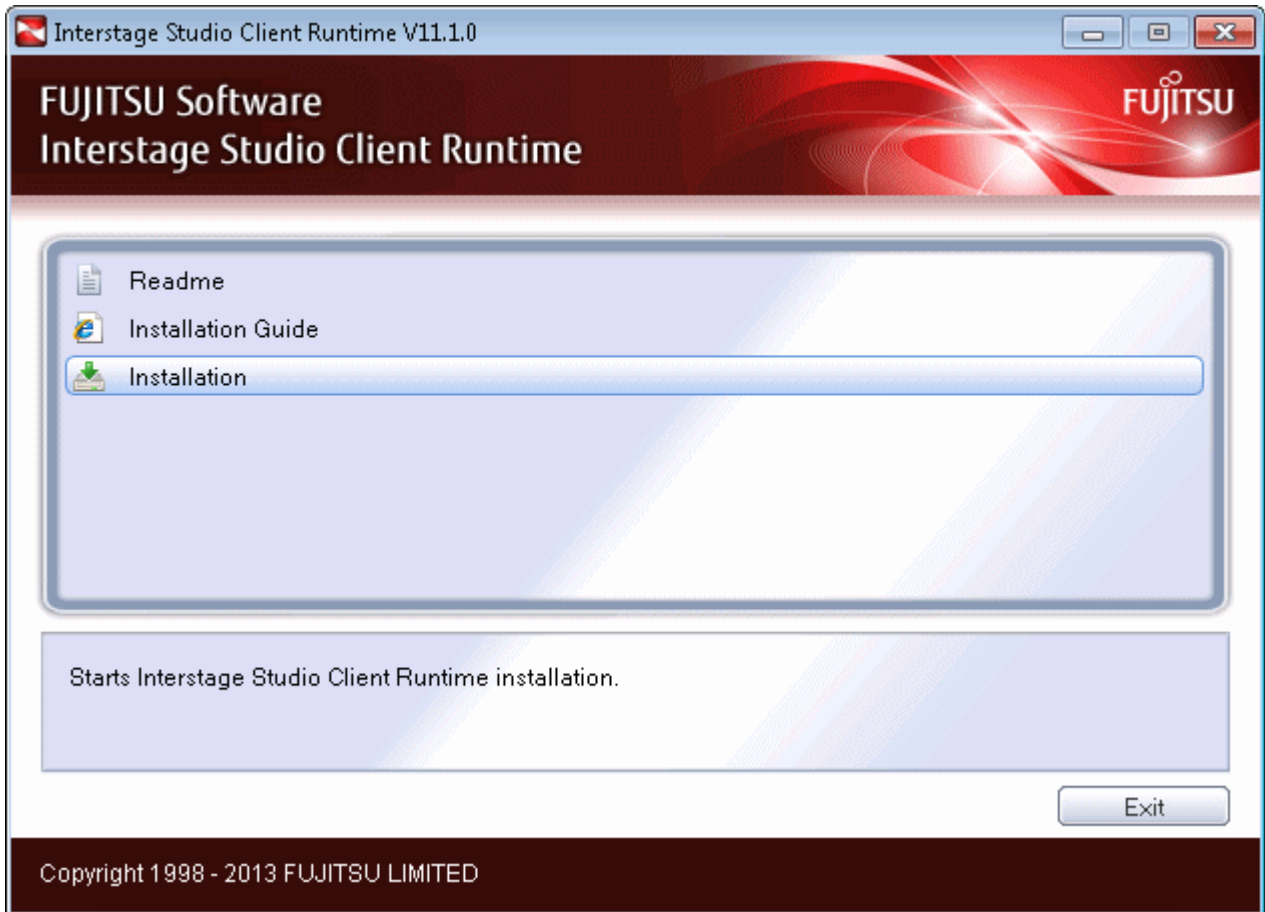 Interstage Studio Client Runtime V11.1.0
FUJITSU Software
FUJITSU
Interstage Studio Client Runtime
Readme
Installation Guide
Installation
Starts Interstage Studio Client Runtime installation.
Exit
Copyright 1998 - 2013 FUJITSU LIMITED